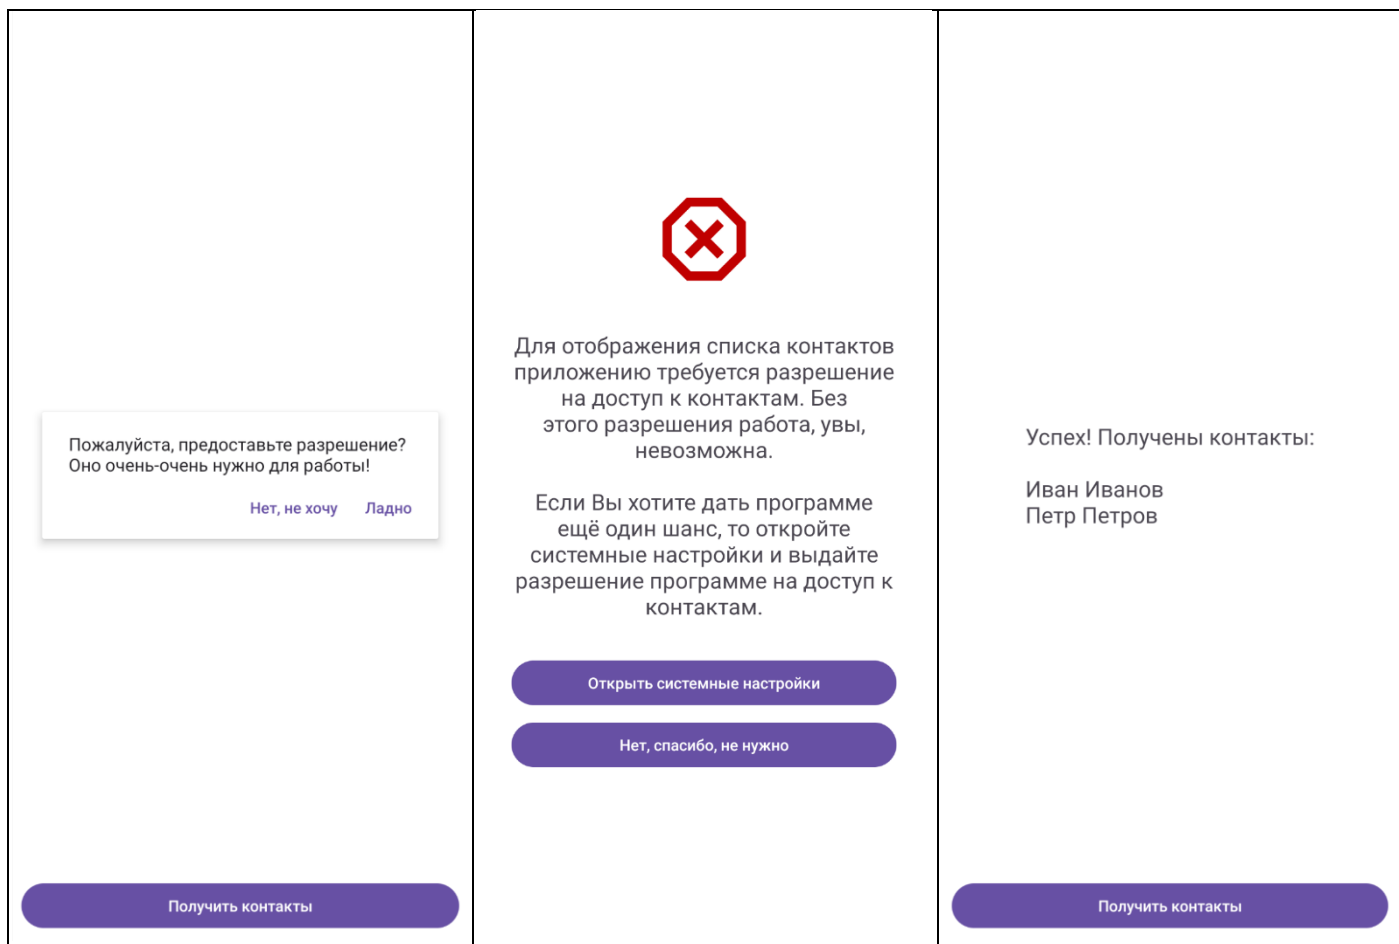 Пожалуйста, предоставьте разрешение?
Оно очень-очень нужно для работы!
Нет, не хочу Ладно
Получить контакты
Для отображения списка контактов
приложению требуется разрешение
на доступ к контактам. Без
этого разрешения работа, увы,
невозможна.
Если Вы хотите дать программе
ещё один шанс, то откройте
системные настройки и выдайте
разрешение программе на доступ к
контактам.
Открыть системные настройки
Нет, спасибо, не нужно
Успех! Получены контакты:
Иван Иванов
Петр Петров
Получить контакты